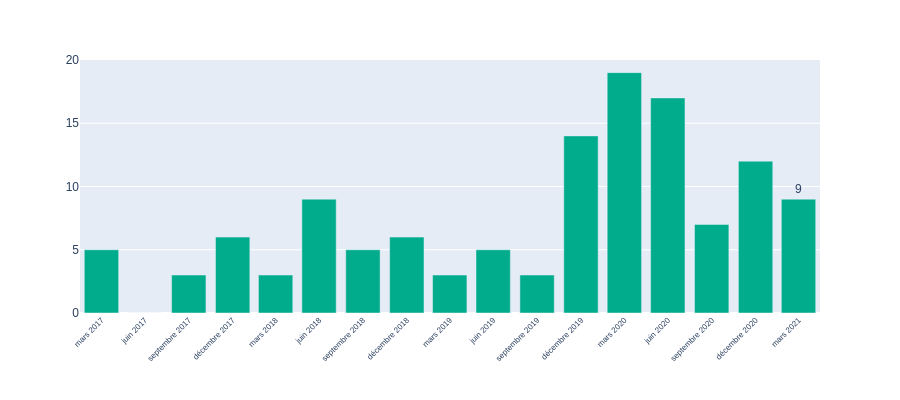 20
15
10
5
0
9
mars 2017
juin 2017
septembre 2017
décembre 2017
mars 2018
juin 2018
septembre 2018
décembre 2018
mars 2019
juin 2019
septembre 2019
décembre 2019
mars 2020
juin 2020
septembre 2020
décembre 2020
mars 2021